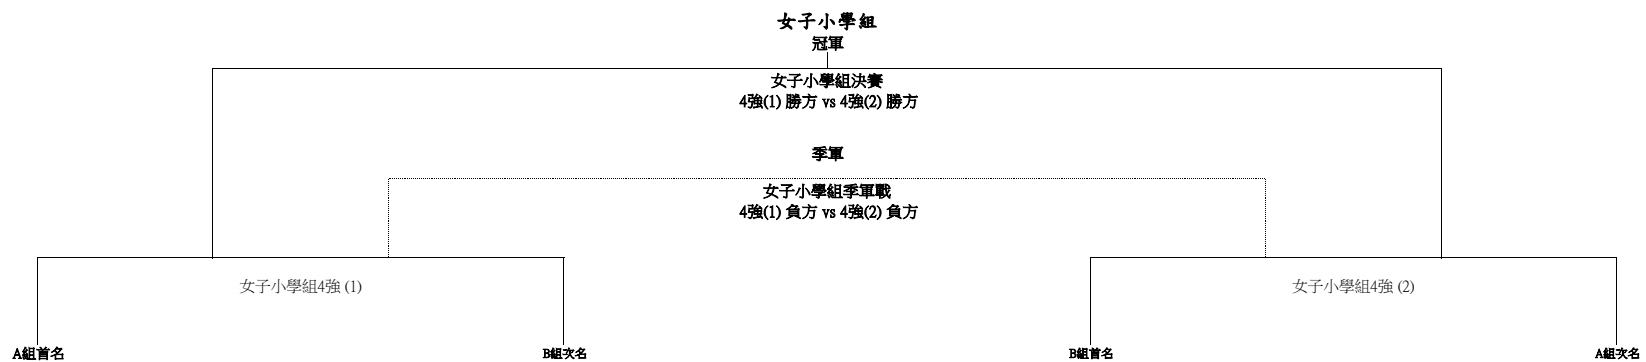 女子小學組
冠軍
女子小學組決賽
4強(1) 勝方 vs 4強(2) 勝方
季軍
女子小學組季軍戰
4強(1) 負方 vs 4強(2) 負方
女子小學組4強 (1)
女子小學組4強 (2)
A組首名
B組次名
B組首名
A組次名